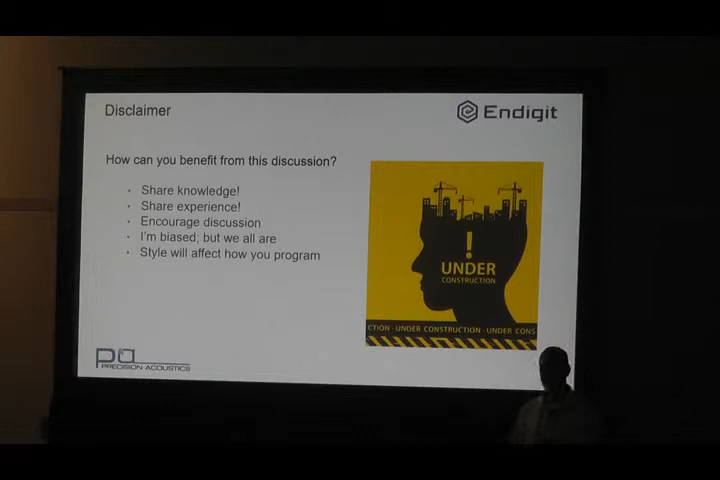 Disclaimer
Endigit
How can you benefit from this discussion?
· Share knowledge!
· Share experience!
· Encourage discussion
· I'm biased; but we all are
· Style will affect how you program
!
UNDER
CONSTRUCTION
CTION · UNDER CONSTRUCTION · UNDER CONS
pa
PRECISION ACOUSTICS